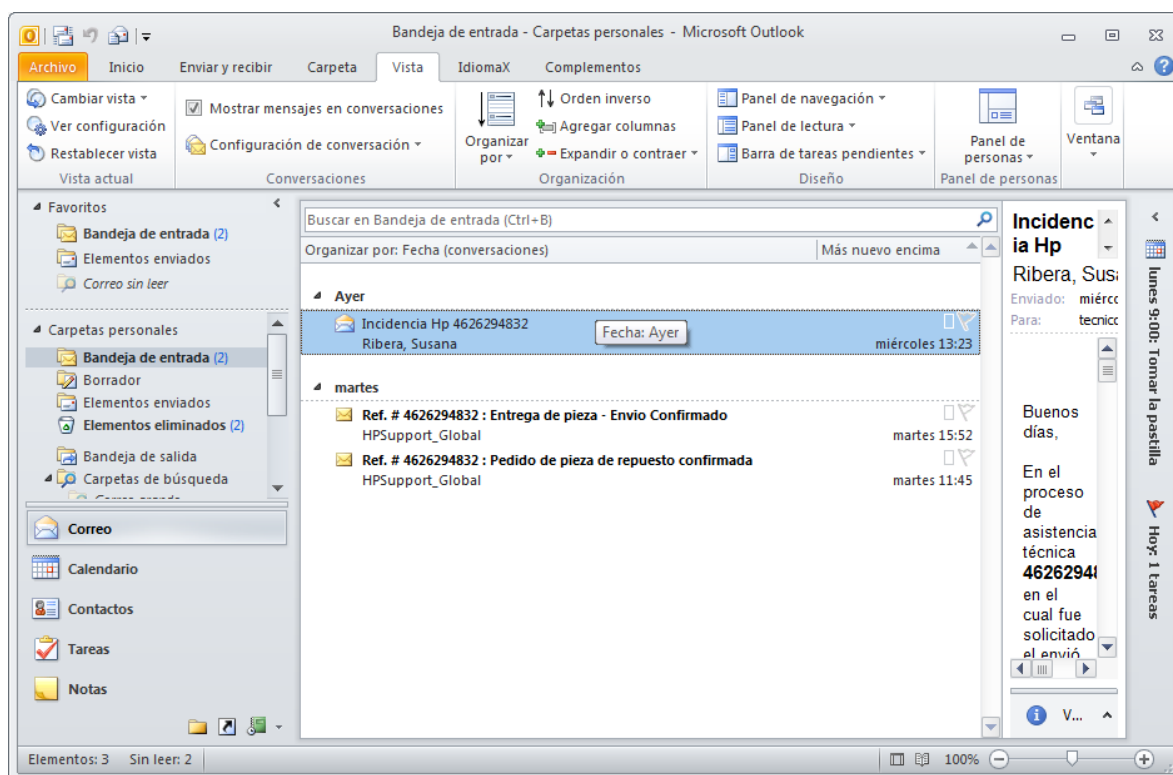 Bandeja de entrada - Carpetas personales - Microsoft Outlook
Archivo Inicio Enviar y recibir Carpeta Vista IdiomaX Complementos
Cambiar vista
Ver configuración
Restablecer vista
Vista actual
Mostrar mensajes en conversaciones
Configuración de conversación
Conversaciones
Organizar por
Orden inverso
Agregar columnas
Expandir o contraer
Organización
Panel de navegación
Panel de lectura
Barra de tareas pendientes
Diseño
Panel de personas
Panel de personas
Ventana
Favoritos
Bandeja de entrada (2)
Elementos enviados
Correo sin leer
Carpetas personales
Bandeja de entrada (2)
Borrador
Elementos enviados
Elementos eliminados (2)
Bandeja de salida
Carpetas de búsqueda
Correo
Calendario
Contactos
Tareas
Notas
Buscar en Bandeja de entrada (Ctrl+B)
Organizar por: Fecha (conversaciones) Más nuevo encima
Ayer
Incidencia Hp 4626294832
Fecha: Ayer
Ribera, Susana miércoles 13:23
martes
Ref. # 4626294832 : Entrega de pieza - Envio Confirmado
HPSupport_Global martes 15:52
Ref. # 4626294832 : Pedido de pieza de repuesto confirmada
HPSupport_Global martes 11:45
Incidenc
ia Hp
Ribera, Susa
Enviado: miérc
Para: tecnicc
Buenos
días,
En el
proceso
de
asistencia
técnica
4626294
en el
cual fue
solicitado
el envió
V...
lunes 9:00: Tomar la pastilla
Hoy: 1 tareas
Elementos: 3 Sin leer: 2 100%